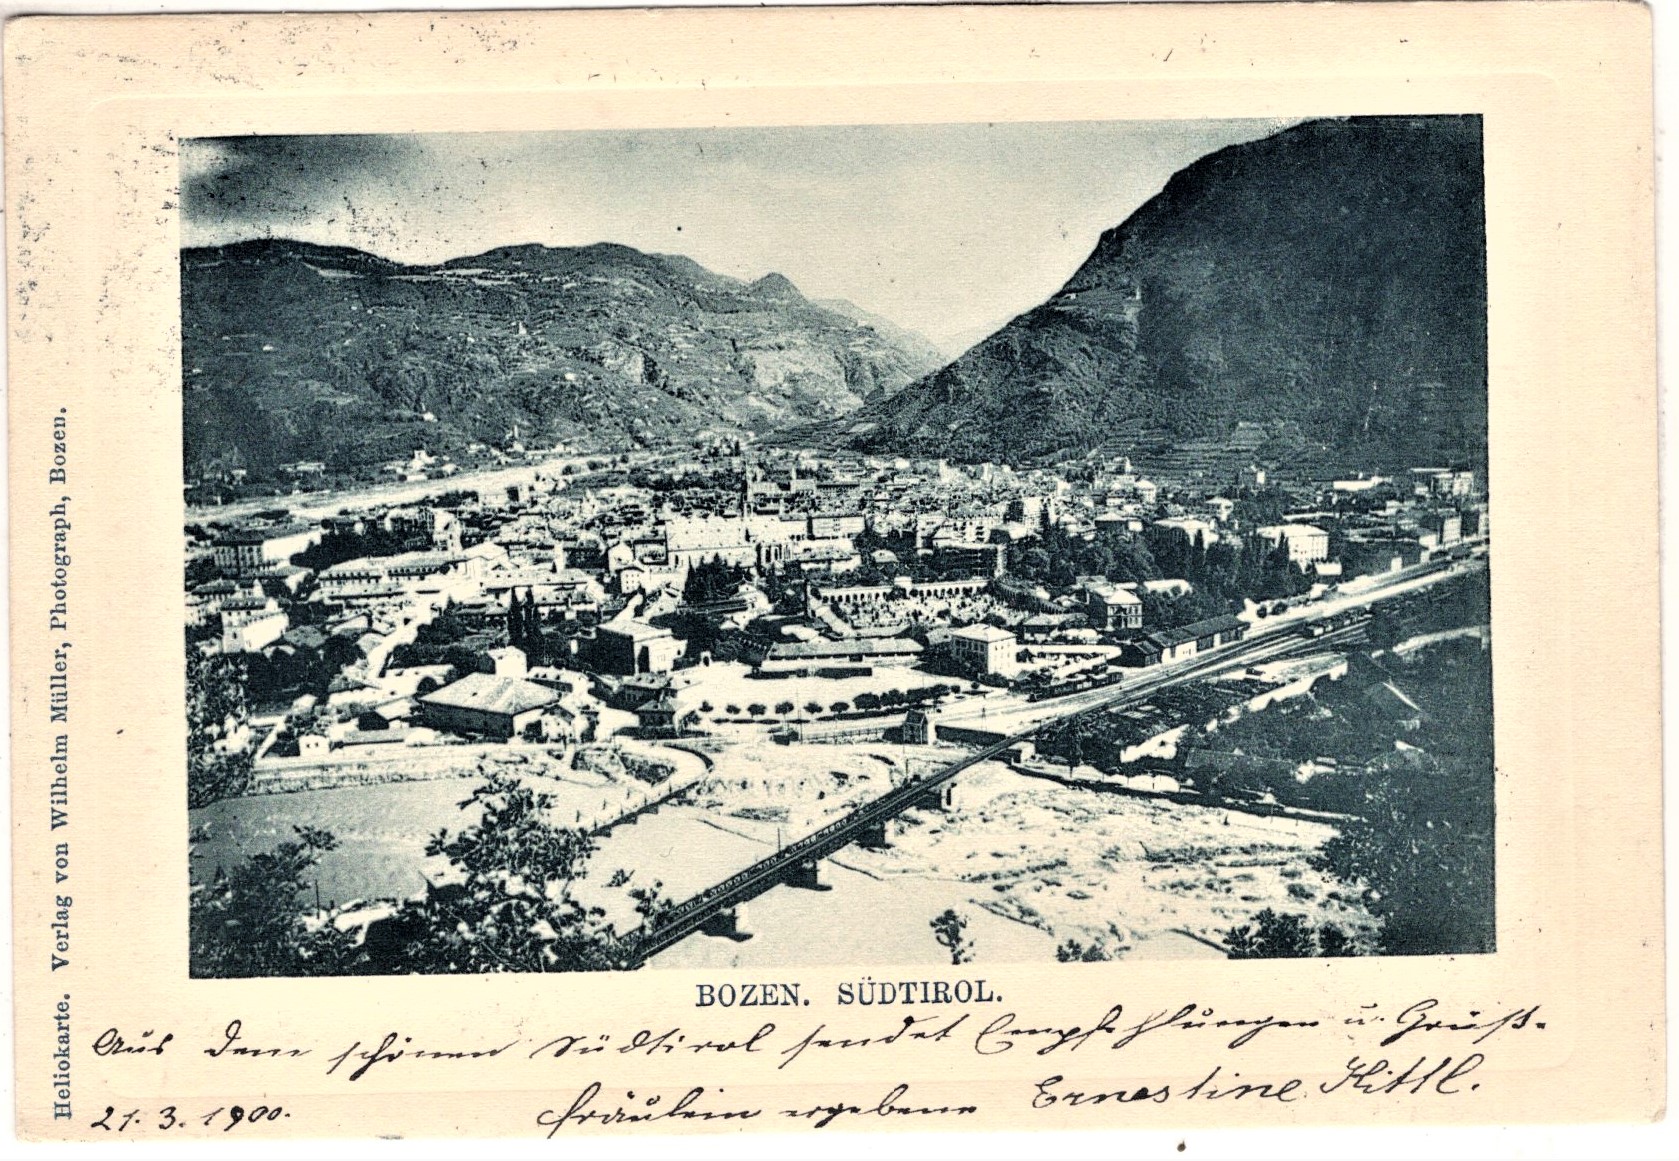 Heliokarte. Verlag von Wilhelm Müller, Photograph, Bozen.
BOZEN. SÜDTIROL.
Aus dem schönen Südtirol sendet Empfehlungen u. Grüße
Fräulein ergebene Ernestine Kittl.
21. 3. 1900.